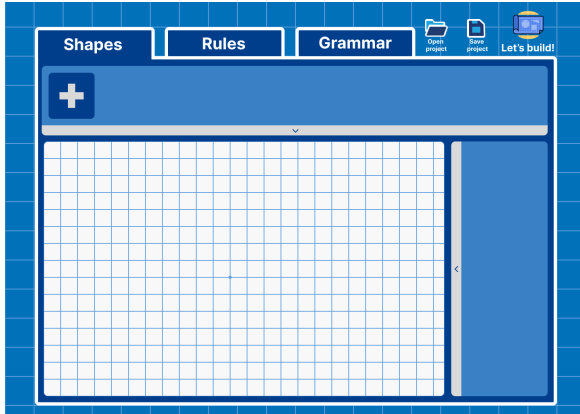 Shapes
Rules
Grammar
Open
project
Save
project
Let's build!